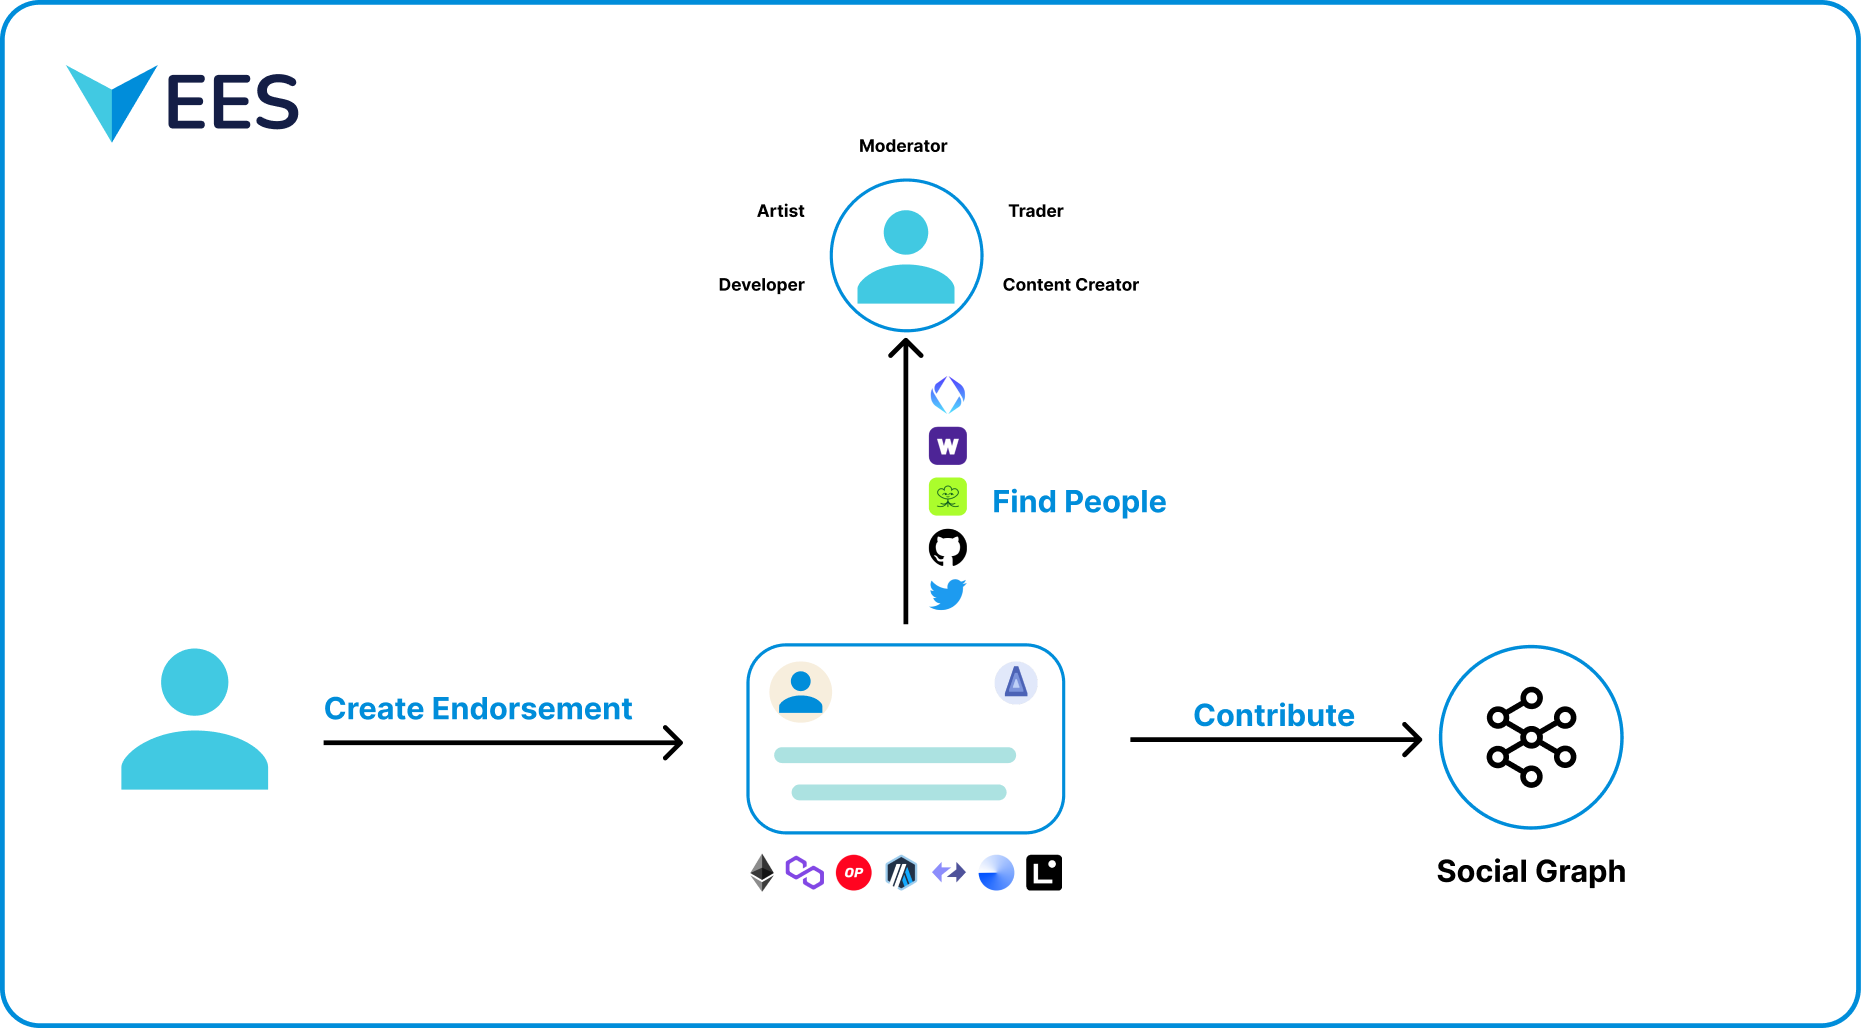 EES
Moderator
Artist
Trader
Developer
Content Creator
W
Find People
Create Endorsement
Contribute
OP
L
Social Graph